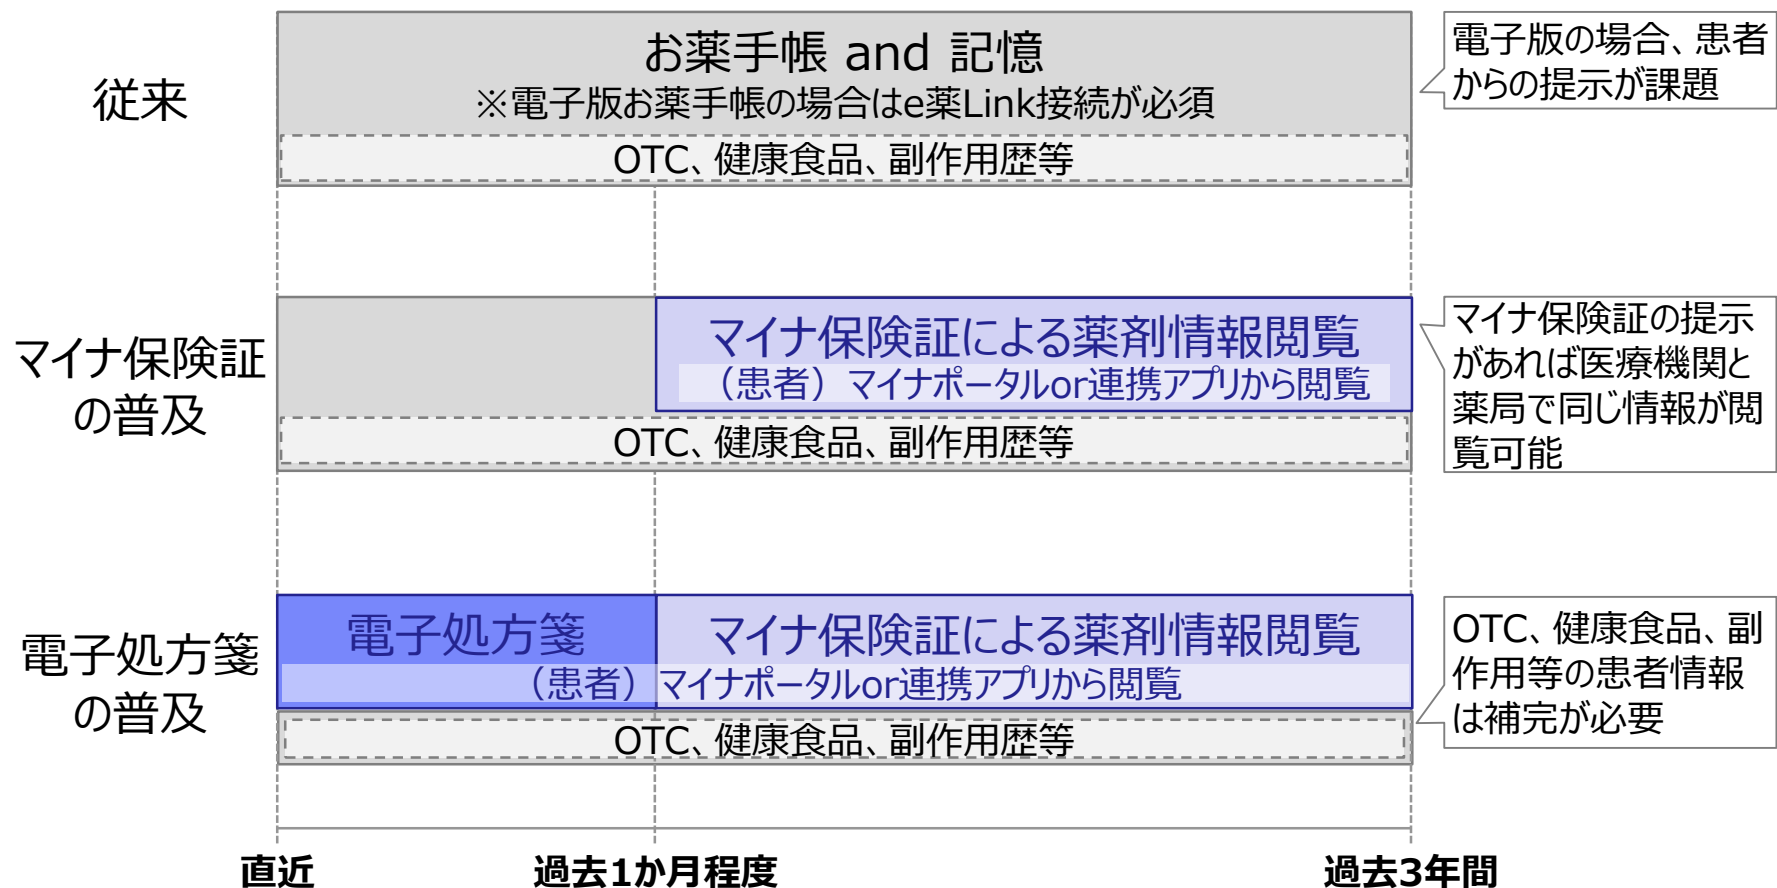 従来
お薬手帳 and 記憶
※電子版お薬手帳の場合はe薬Link接続が必須
OTC、健康食品、副作用歴等
電子版の場合、患者
からの提示が課題
マイナ保険証
の普及
マイナ保険証による薬剤情報閲覧
（患者）マイナポータルor連携アプリから閲覧
OTC、健康食品、副作用歴等
マイナ保険証の提示
があれば医療機関と
薬局で同じ情報が閲
覧可能
電子処方箋
の普及
電子処方箋
マイナ保険証による薬剤情報閲覧
（患者）マイナポータルor連携アプリから閲覧
OTC、健康食品、副作用歴等
OTC、健康食品、副
作用等の患者情報
は補完が必要
直近
過去1か月程度
過去3年間